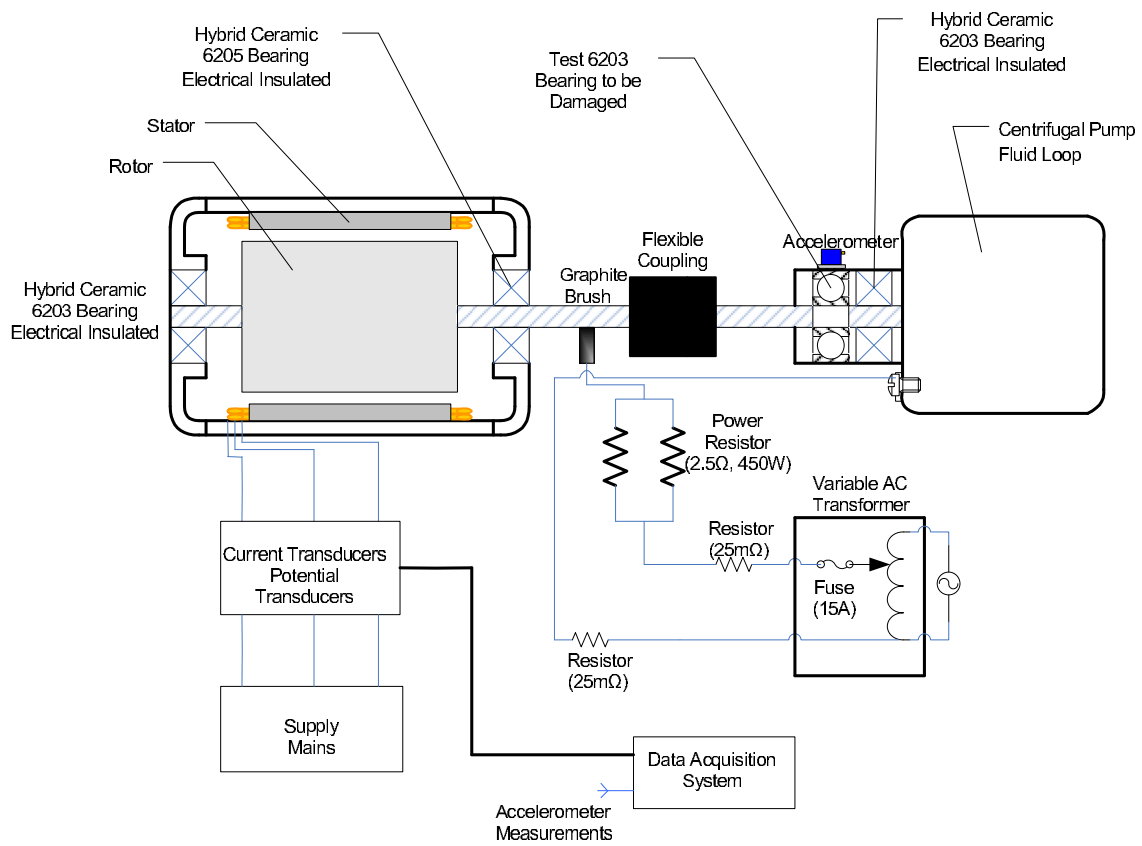 Hybrid Ceramic
6205 Bearing
Electrical Insulated
Stator
Rotor
Test 6203
Bearing to be
Damaged
Hybrid Ceramic
6203 Bearing
Electrical Insulated
Centrifugal Pump
Fluid Loop
Hybrid Ceramic
6203 Bearing
Electrical Insulated
Graphite
Brush
Flexible
Coupling
Accelerometer
Power
Resistor
(2.5Ω, 450W)
Variable AC
Transformer
Resistor
(25mΩ)
Fuse
(15A)
Resistor
(25mΩ)
Current Transducers
Potential
Transducers
Supply
Mains
Data Acquisition
System
Accelerometer
Measurements